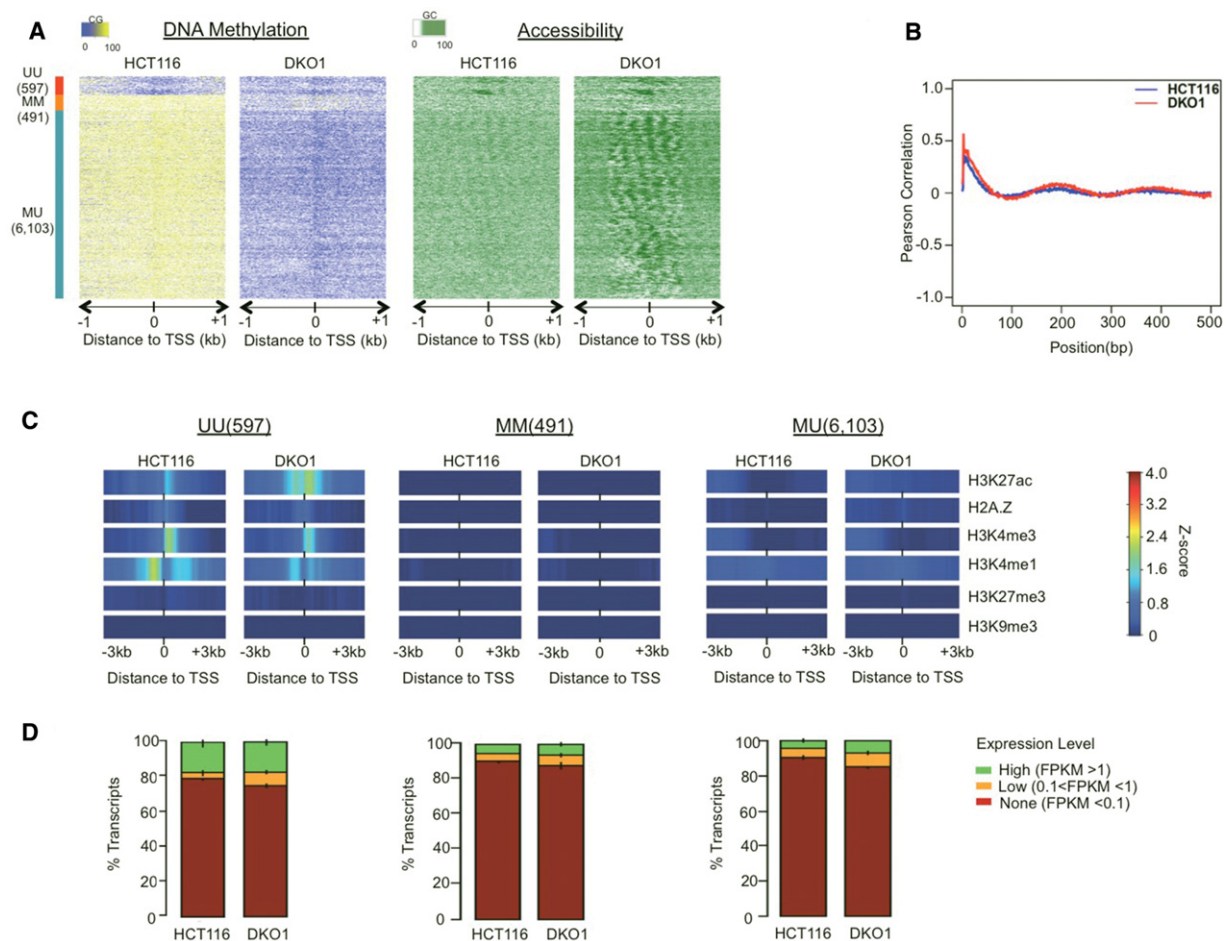 A
CG
0 100
DNA Methylation
HCT116
DKO1
GC
0 100
Accessibility
HCT116
DKO1
UU
(597)
MM
(491)
MU
(6,103)
-1 0 +1
Distance to TSS (kb)
-1 0 +1
Distance to TSS (kb)
-1 0 +1
Distance to TSS (kb)
-1 0 +1
Distance to TSS (kb)
B
HCT116
DKO1
Pearson Correlation
1.0
0.5
0
-0.5
-1.0
0 100 200 300 400 500
Position(bp)
C
UU(597)
HCT116 DKO1
-3kb 0 +3kb
Distance to TSS
-3kb 0 +3kb
Distance to TSS
MM(491)
HCT116 DKO1
-3kb 0 +3kb
Distance to TSS
-3kb 0 +3kb
Distance to TSS
MU(6,103)
HCT116 DKO1
-3kb 0 +3kb
Distance to TSS
-3kb 0 +3kb
Distance to TSS
H3K27ac
H2A.Z
H3K4me3
H3K4me1
H3K27me3
H3K9me3
4.0
3.2
2.4
1.6
0.8
0
Z-score
D
% Transcripts
100
80
60
40
20
0
HCT116 DKO1
% Transcripts
100
80
60
40
20
0
HCT116 DKO1
% Transcripts
100
80
60
40
20
0
HCT116 DKO1
Expression Level
High (FPKM >1)
Low (0.1<FPKM <1)
None (FPKM <0.1)